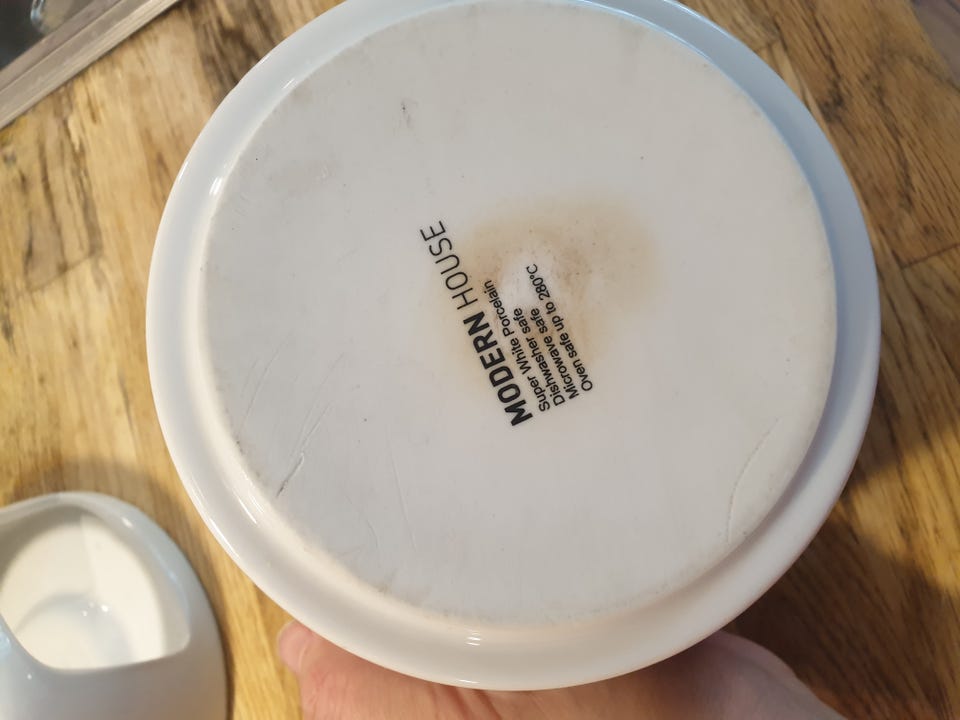 MODERN HOUSE
Super White Porcelain
Dishwasher safe
Microwave safe
Oven safe up to 280°C